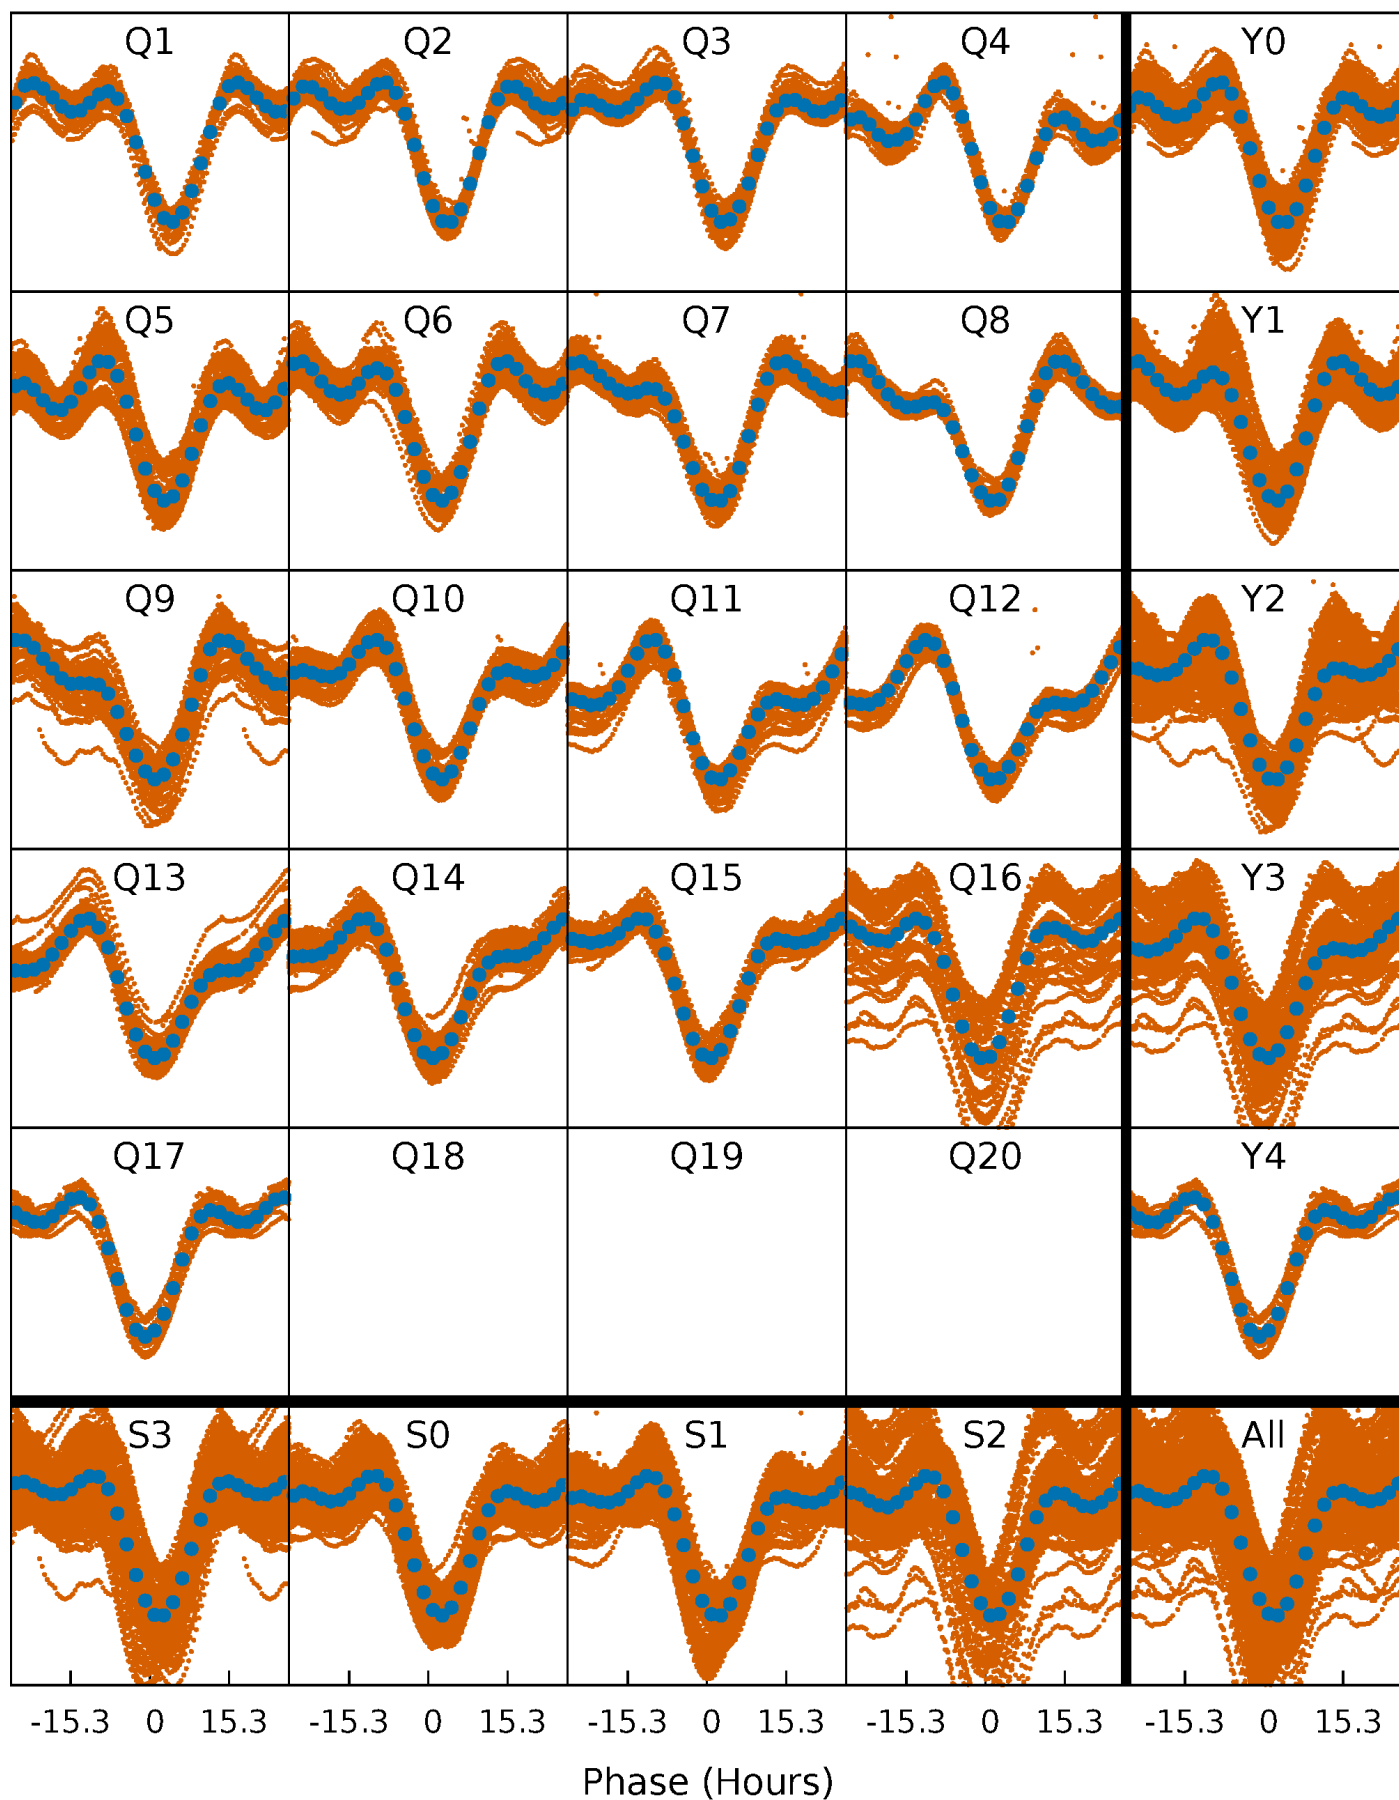 Q1 Q2 Q3 Q4 Y0
Q5 Q6 Q7 Q8 Y1
Q9 Q10 Q11 Q12 Y2
Q13 Q14 Q15 Q16 Y3
Q17 Q18 Q19 Q20 Y4
S3 S0 S1 S2 All
-15.3 0 15.3 -15.3 0 15.3 -15.3 0 15.3 -15.3 0 15.3 -15.3 0 15.3
Phase (Hours)